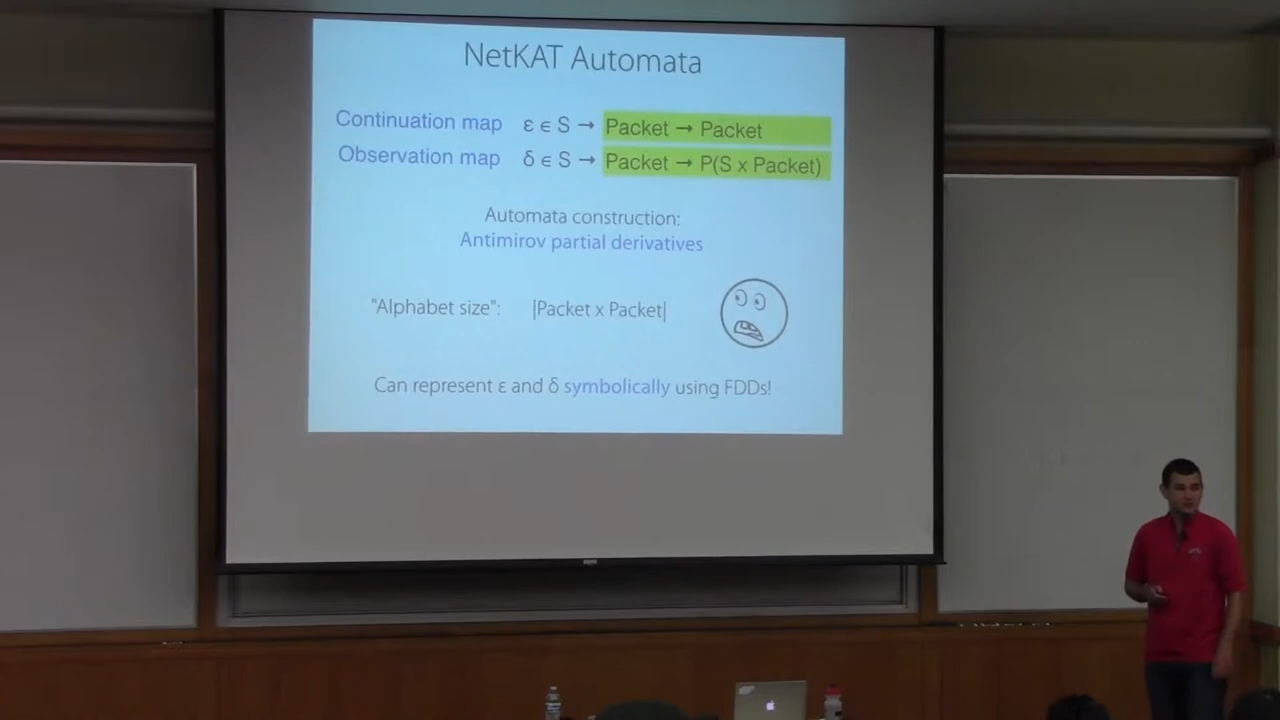 NetKAT Automata
Continuation map ε ∈ S → Packet → Packet
Observation map δ ∈ S → Packet → P(S x Packet)
Automata construction:
Antimirov partial derivatives
"Alphabet size": |Packet x Packet|
Can represent ε and δ symbolically using FDDs!